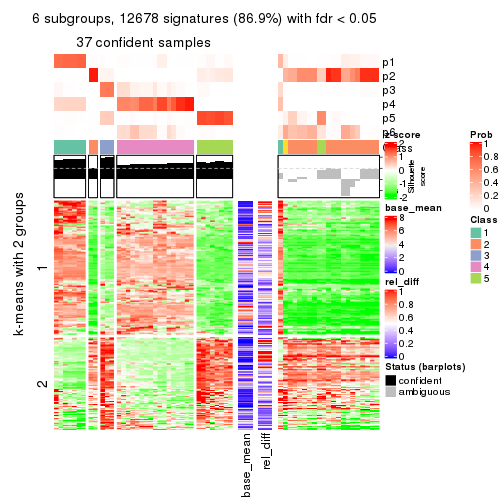 6 subgroups, 12678 signatures (86.9%) with fdr < 0.05
37 confident samples
p1
p2
p3
p4
p5
p6
Class
Silhouette
score
k-means with 2 groups
1
2
base_mean
rel_diff
z-score
2
1
0
-1
-2
base_mean
8
6
4
2
0
rel_diff
1
0.8
0.6
0.4
0.2
0
Status (barplots)
confident
ambiguous
Prob
1
0.8
0.6
0.4
0.2
0
Class
1
2
3
4
5